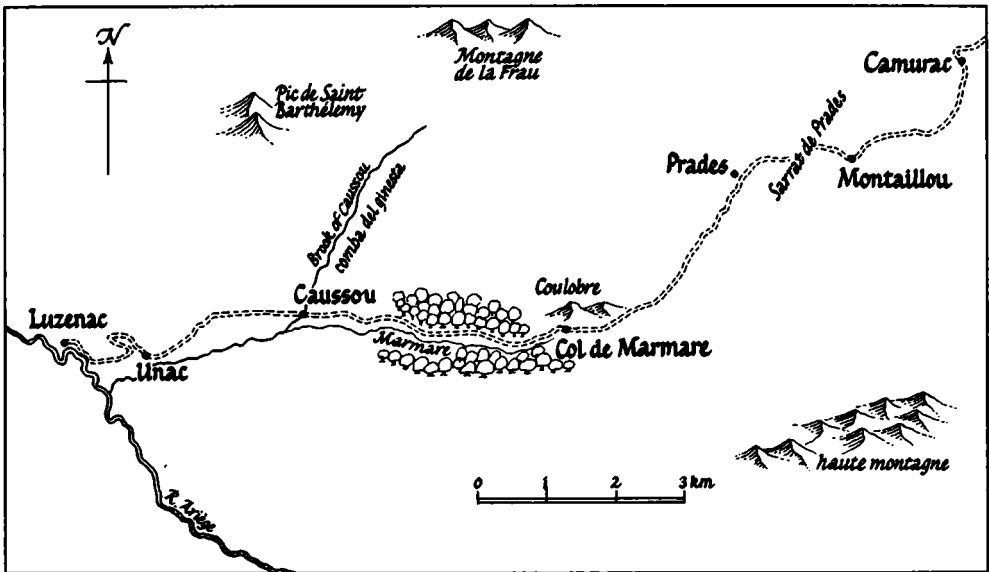 N
Montagne
de la Frau
Camurac
Pic de Saint
Barthélemy
Sarrat de Prades
Prades
Montaillou
Brook of Caussou
comba del ginesta
Caussou
Coulobre
Luzenac
Marmare
Col de Marmare
Unac
haute montagne
0 1 2 3 km
R. Ariège